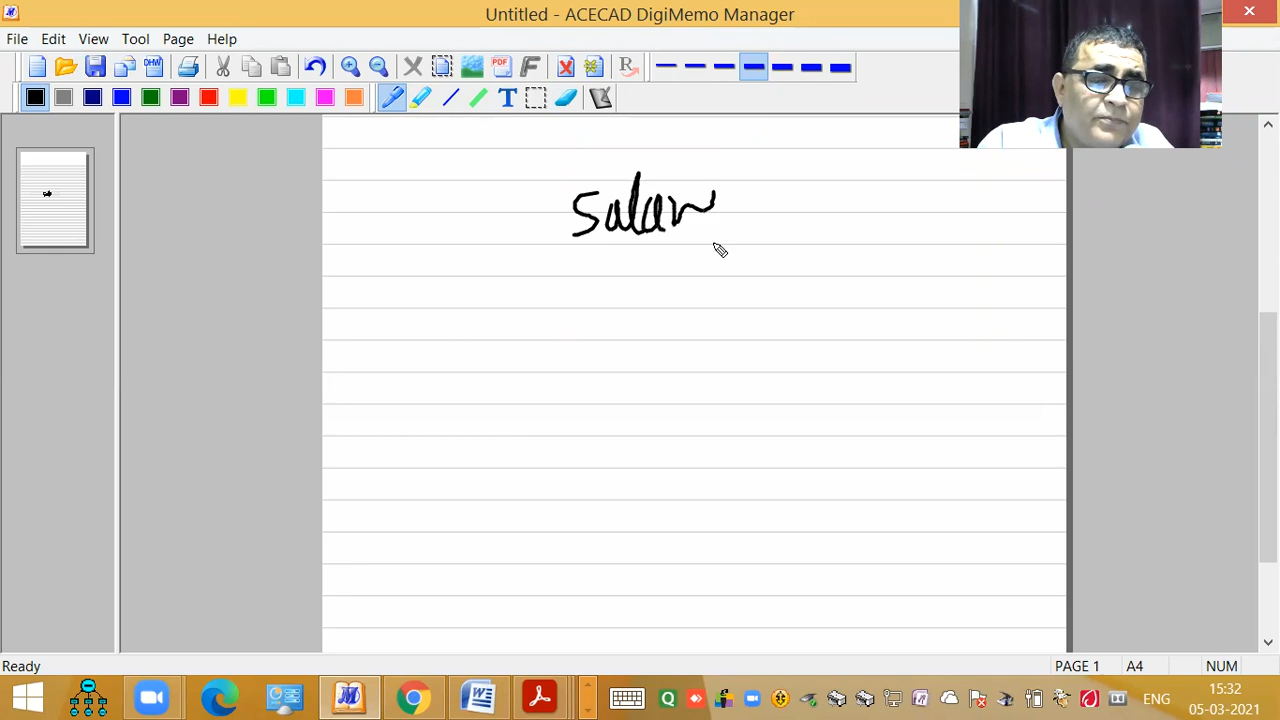 Untitled - ACECAD DigiMemo Manager
File Edit View Tool Page Help
Ready
PAGE 1 A4 NUM
ENG
15:32
05-03-2021